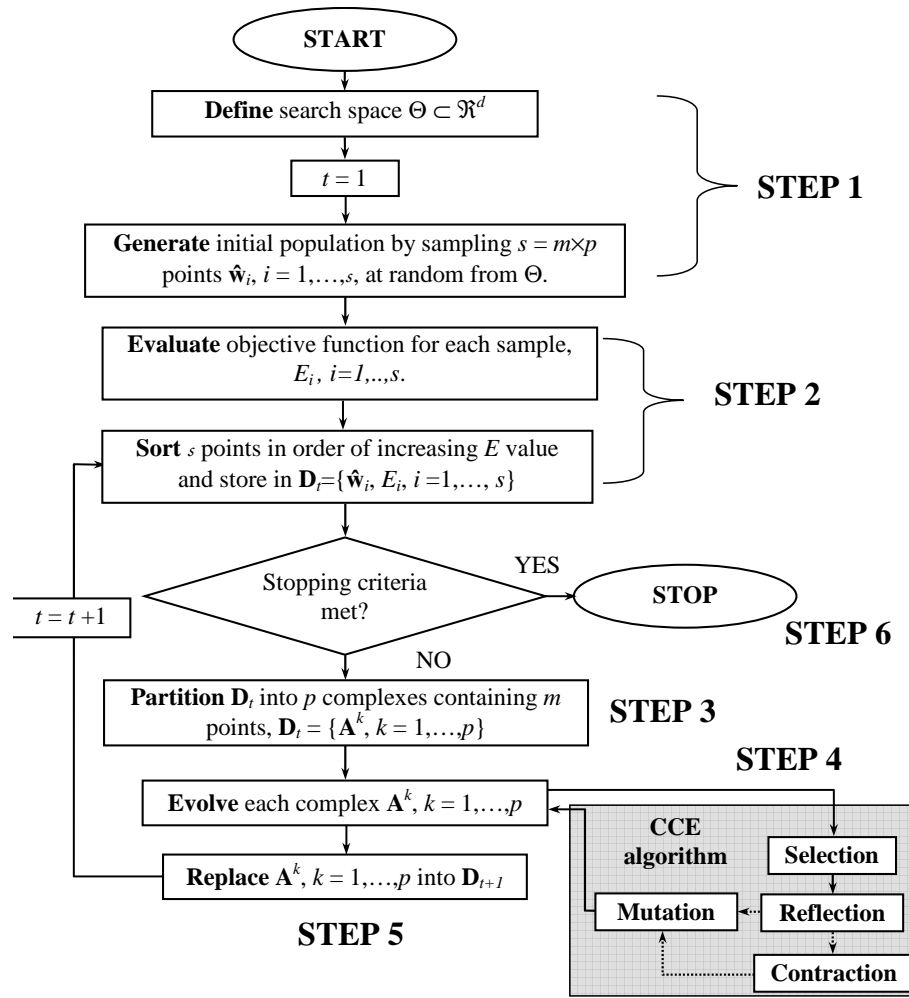 START
Define search space Θ ⊂ ℜ^d
t = 1
STEP 1
Generate initial population by sampling s = m×p
points ŵ_i, i = 1,…,s, at random from Θ.
Evaluate objective function for each sample,
E_i, i=1,..,s.
STEP 2
Sort s points in order of increasing E value
and store in D_t={ŵ_i, E_i, i =1,…, s}
Stopping criteria
met?
YES
STOP
STEP 6
t = t +1
NO
Partition D_t into p complexes containing m
points, D_t = {A^k, k = 1,…,p}
STEP 3
STEP 4
Evolve each complex A^k, k = 1,…,p
Replace A^k, k = 1,…,p into D_t+1
STEP 5
CCE
algorithm
Selection
Mutation
Reflection
Contraction